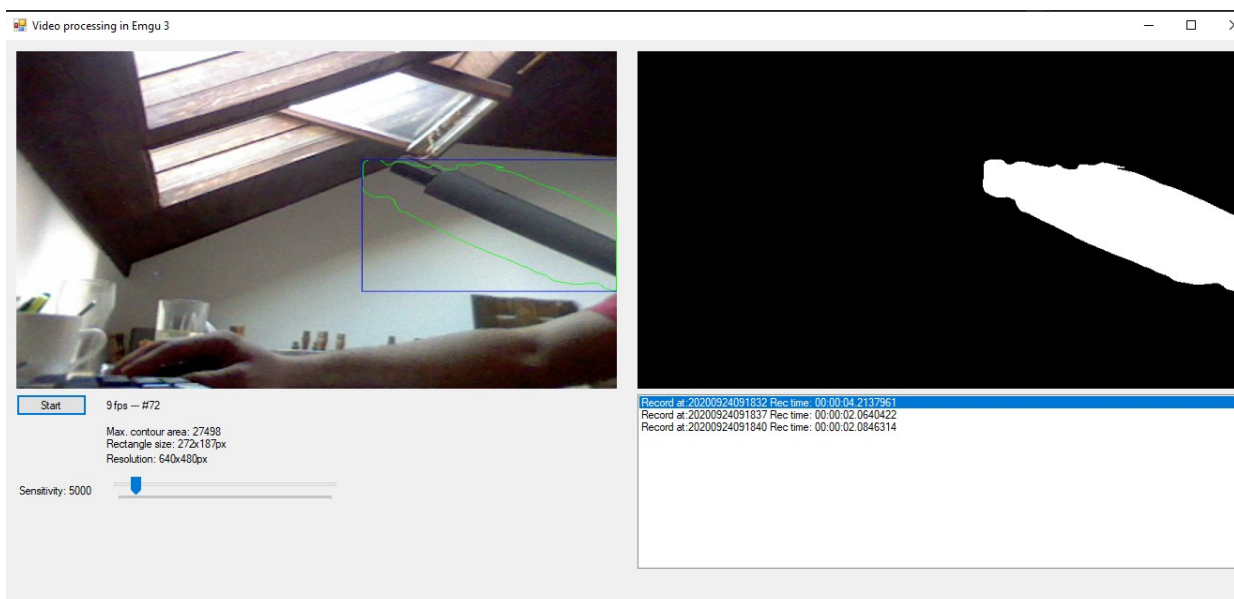 Video processing in Emgu 3
Start
9 fps --- #72
Max. contour area: 27498
Rectangle size: 272x187px
Resolution: 640x480px
Sensitivity: 5000
Record at:20200924091832 Rec time: 00:00:04.2137961
Record at:20200924091837 Rec time: 00:00:02.0640422
Record at:20200924091840 Rec time: 00:00:02.0846314